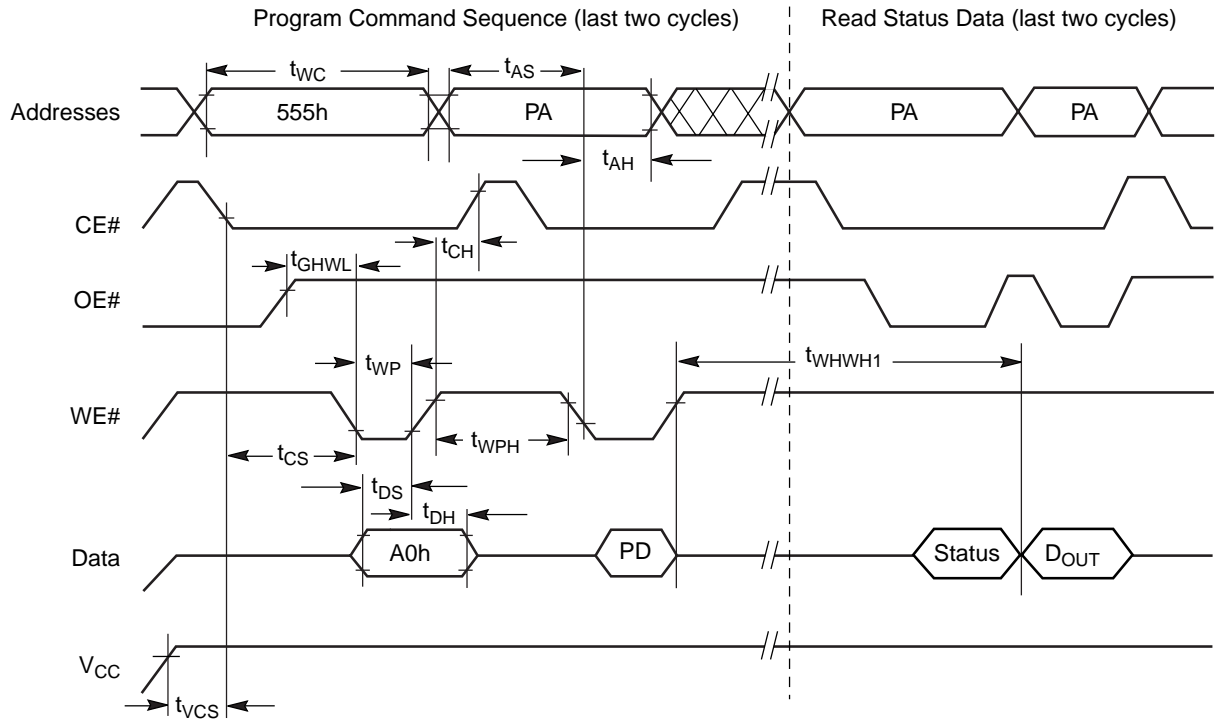 Program Command Sequence (last two cycles)
Read Status Data (last two cycles)
tWC
tAS
Addresses
555h
PA
PA
PA
tAH
CE#
tCH
tGHWL
OE#
tWP
tWHWH1
WE#
tWPH
tCS
tDS
tDH
Data
A0h
PD
Status
DOUT
VCC
tVCS